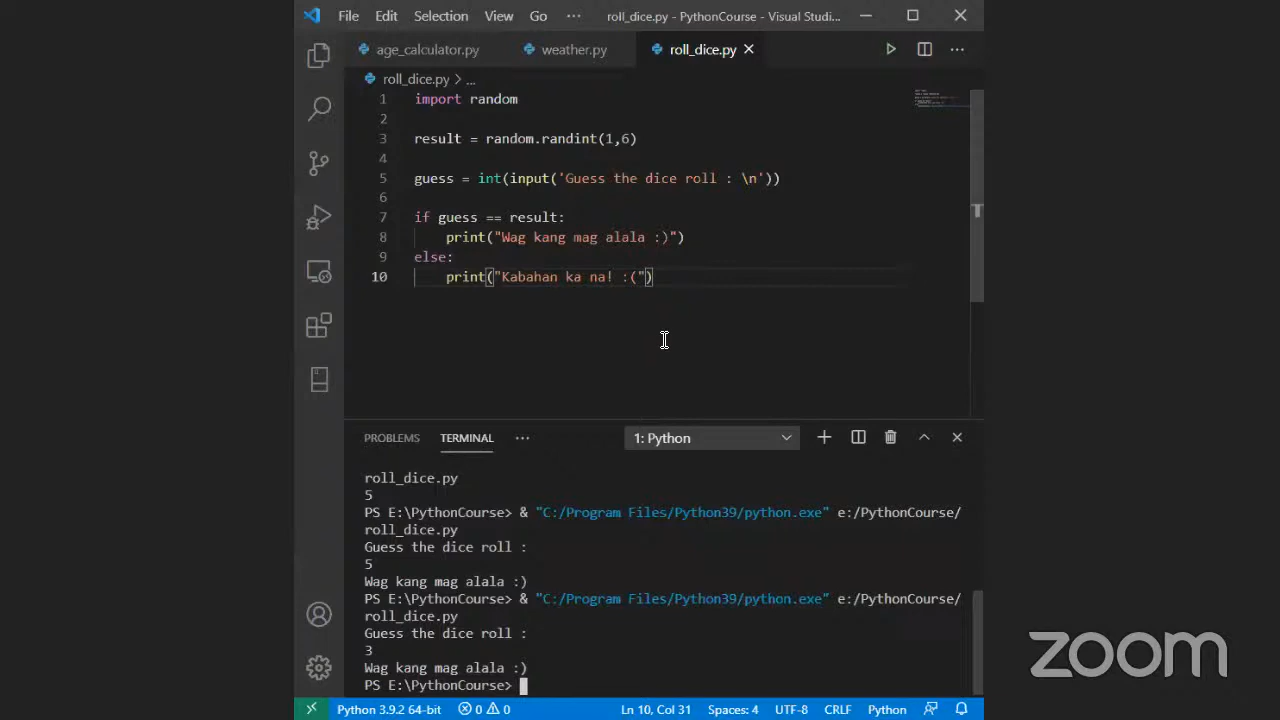 File Edit Selection View Go ··· roll_dice.py - PythonCourse - Visual Studi...
age_calculator.py weather.py roll_dice.py
roll_dice.py > ...
1 import random
2
3 result = random.randint(1,6)
4
5 guess = int(input('Guess the dice roll : \n'))
6
7 if guess == result:
8 print("Wag kang mag alala :)")
9 else:
10 print("Kabahan ka na! :(")
PROBLEMS TERMINAL ··· 1: Python
roll_dice.py
5
PS E:\PythonCourse> & "C:/Program Files/Python39/python.exe" e:/PythonCourse/
roll_dice.py
Guess the dice roll :
5
Wag kang mag alala :)
PS E:\PythonCourse> & "C:/Program Files/Python39/python.exe" e:/PythonCourse/
roll_dice.py
Guess the dice roll :
3
Wag kang mag alala :)
PS E:\PythonCourse>
Python 3.9.2 64-bit 0 0 Ln 10, Col 31 Spaces: 4 UTF-8 CRLF Python
zoom